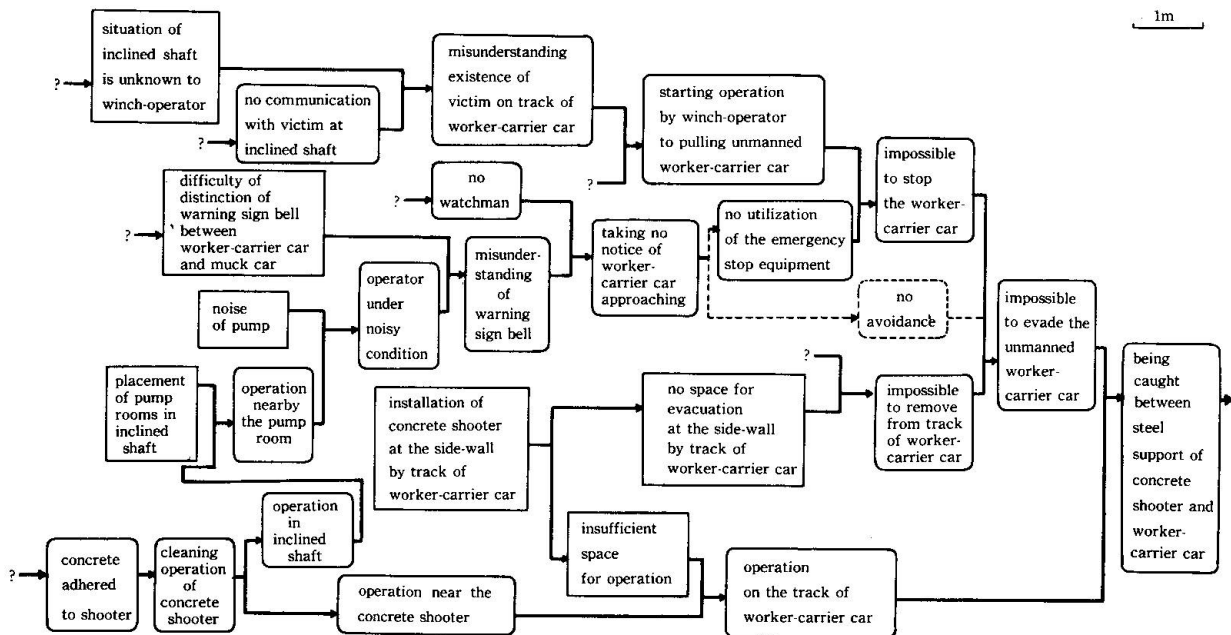 1m
situation of
inclined shaft
is unknown to
winch-operator
?
no communication
with victim at
inclined shaft
?
misunderstanding
existence of
victim on track of
worker-carrier car
starting operation
by winch-operator
to pulling unmanned
worker-carrier car
?
impossible
to stop
the worker-
carrier car
difficulty of
distinction of
warning sign bell
between
worker-carrier car
and muck car
?
no
watchman
?
misunder-
standing
of
warning
sign bell
taking no
notice of
worker-
carrier car
approaching
no utilization
of the emergency
stop equipment
no
avoidance
impossible
to evade the
unmanned
worker-
carrier car
noise
of pump
operator
under
noisy
condition
placement
of pump
rooms in
inclined
shaft
operation
nearby
the pump
room
installation of
concrete shooter
at the side-wall
by track of
worker-carrier car
no space for
evacuation
at the side-wall
by track of
worker-carrier car
?
impossible
to remove
from track
of worker-
carrier car
being
caught
between
steel
support of
concrete
shooter and
worker-
carrier car
operation
in
inclined
shaft
insufficient
space
for operation
?
concrete
adhered
to shooter
cleaning
operation
of
concrete
shooter
operation near the
concrete shooter
operation
on the track of
worker-carrier car